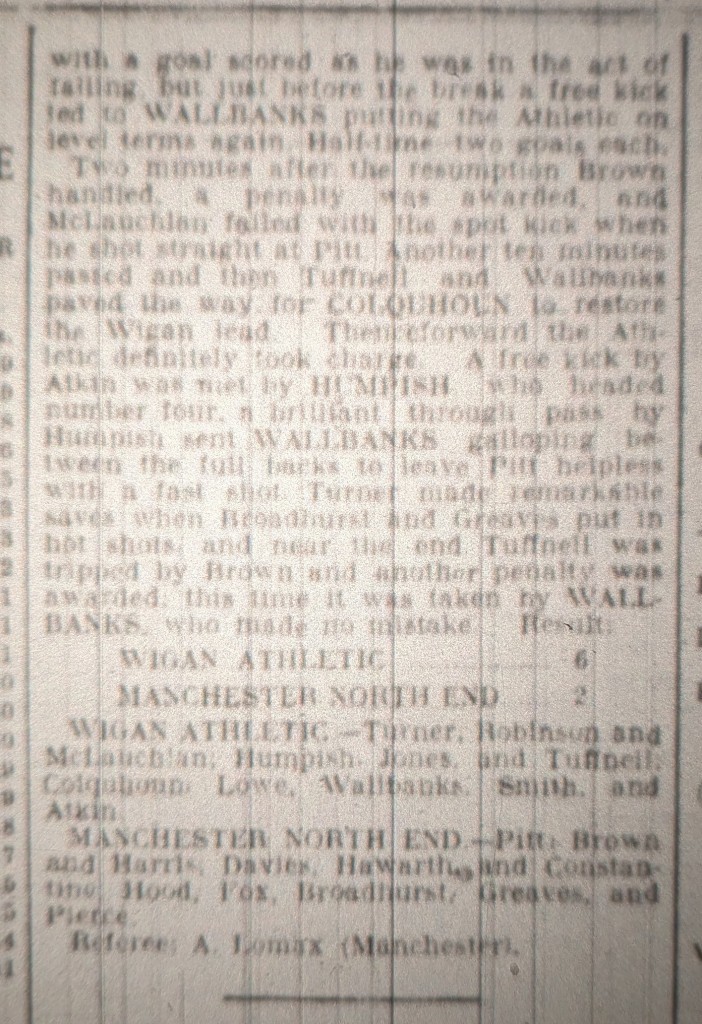 with a goal scored as he was in the act of
falling, but just before the break a free kick
led to WALLBANKS putting the Athletic on
level terms again. Half-time two goals each.
Two minutes after the resumption Brown
handled, a penalty was awarded, and
McLauchlan failed with the spot kick when
he shot straight at Pitt. Another ten minutes
passed and then Tuffnell and Wallbanks
paved the way for COLQUHOUN to restore
the Wigan lead. Thenceforward the Ath-
letic definitely took charge. A free kick by
Atkin was met by HUMPISH who headed
number four, a brilliant through pass by
Humpish sent WALLBANKS galloping be-
tween the full backs to leave Pitt helpless
with a fast shot. Turner made remarkable
saves when Broadhurst and Greaves put in
hot shots, and near the end Tuffnell was
tripped by Brown and another penalty was
awarded, this time it was taken by WALL-
BANKS, who made no mistake. Result:
WIGAN ATHLETIC ............ 6
MANCHESTER NORTH END 2
WIGAN ATHLETIC.—Turner, Robinson and
McLauchlan; Humpish, Jones, and Tuffnell;
Colquhoun, Lowe, Wallbanks, Smith, and
Atkin.
MANCHESTER NORTH END.—Pitt; Brown
and Harris; Davies, Hawarth, and Constan-
tine; Hood, Fox, Broadhurst, Greaves, and
Pierce.
Referee: A. Lomax (Manchester).